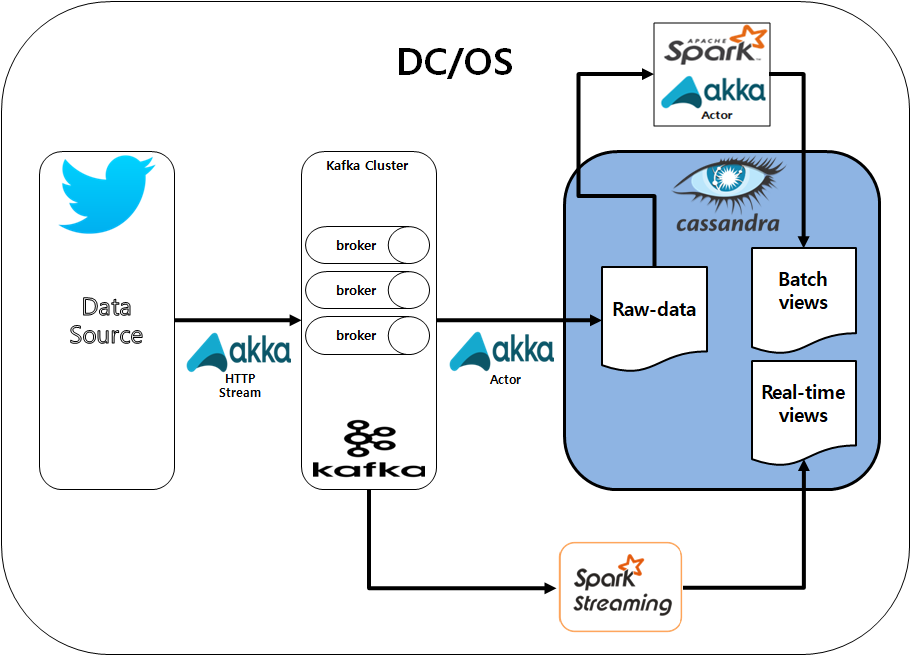 DC/OS
APACHE
Spark
akka
Actor
Kafka Cluster
broker
broker
broker
kafka
Data
Source
akka
HTTP
Stream
akka
Actor
cassandra
Raw-data
Batch
views
Real-time
views
Spark
Streaming